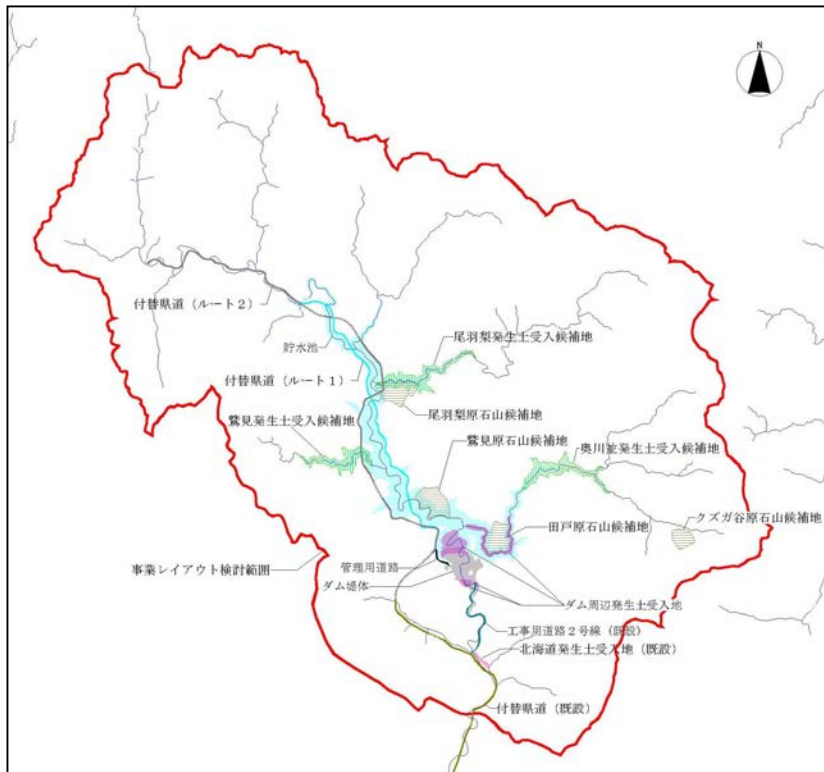 N
付替県道（ルート２）
尾羽梨発生土受入候補地
貯水池
付替県道（ルート１）
尾羽梨原石山候補地
鷲見発生土受入候補地
鷲見原石山候補地
奥川並発生土受入候補地
クズガ谷原石山候補地
田戸原石山候補地
事業レイアウト検討範囲
管理用道路
ダム堤体
ダム周辺発生土受入地
工事用道路２号線（既設）
北海道発生土受入地（既設）
付替県道（既設）